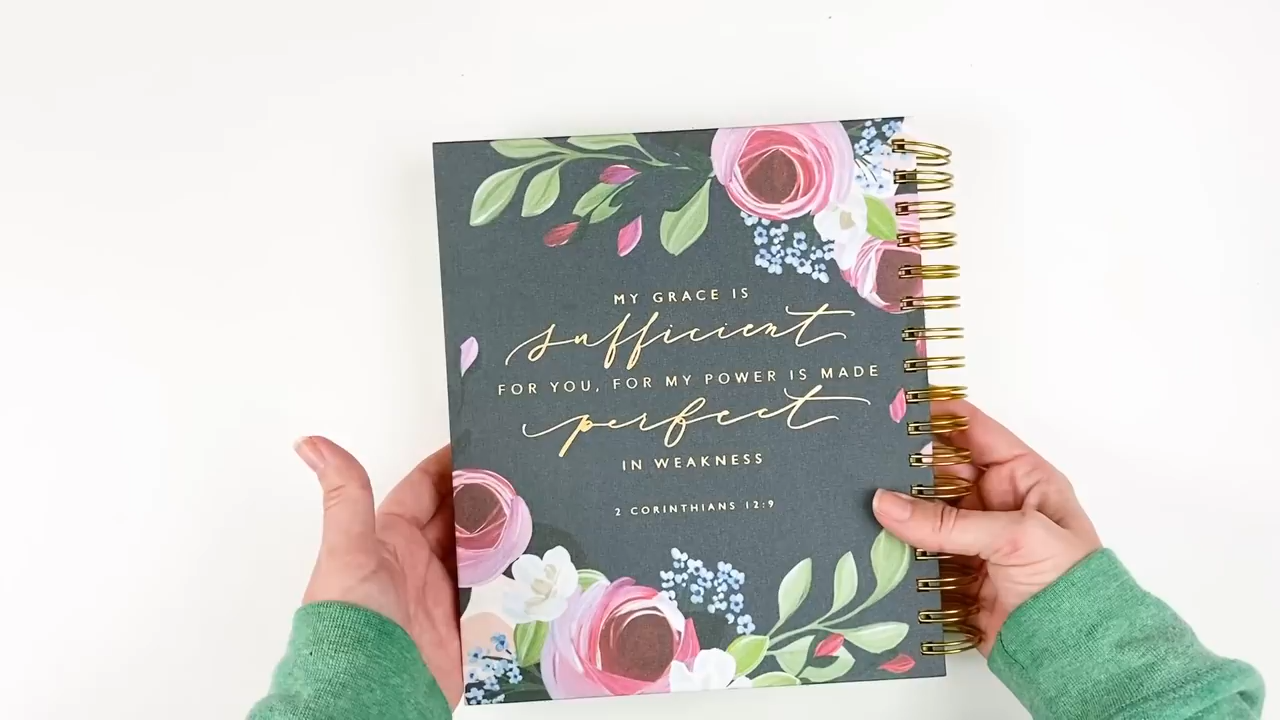 MY GRACE IS
sufficient
FOR YOU, FOR MY POWER IS MADE
perfect
IN WEAKNESS
2 CORINTHIANS 12:9